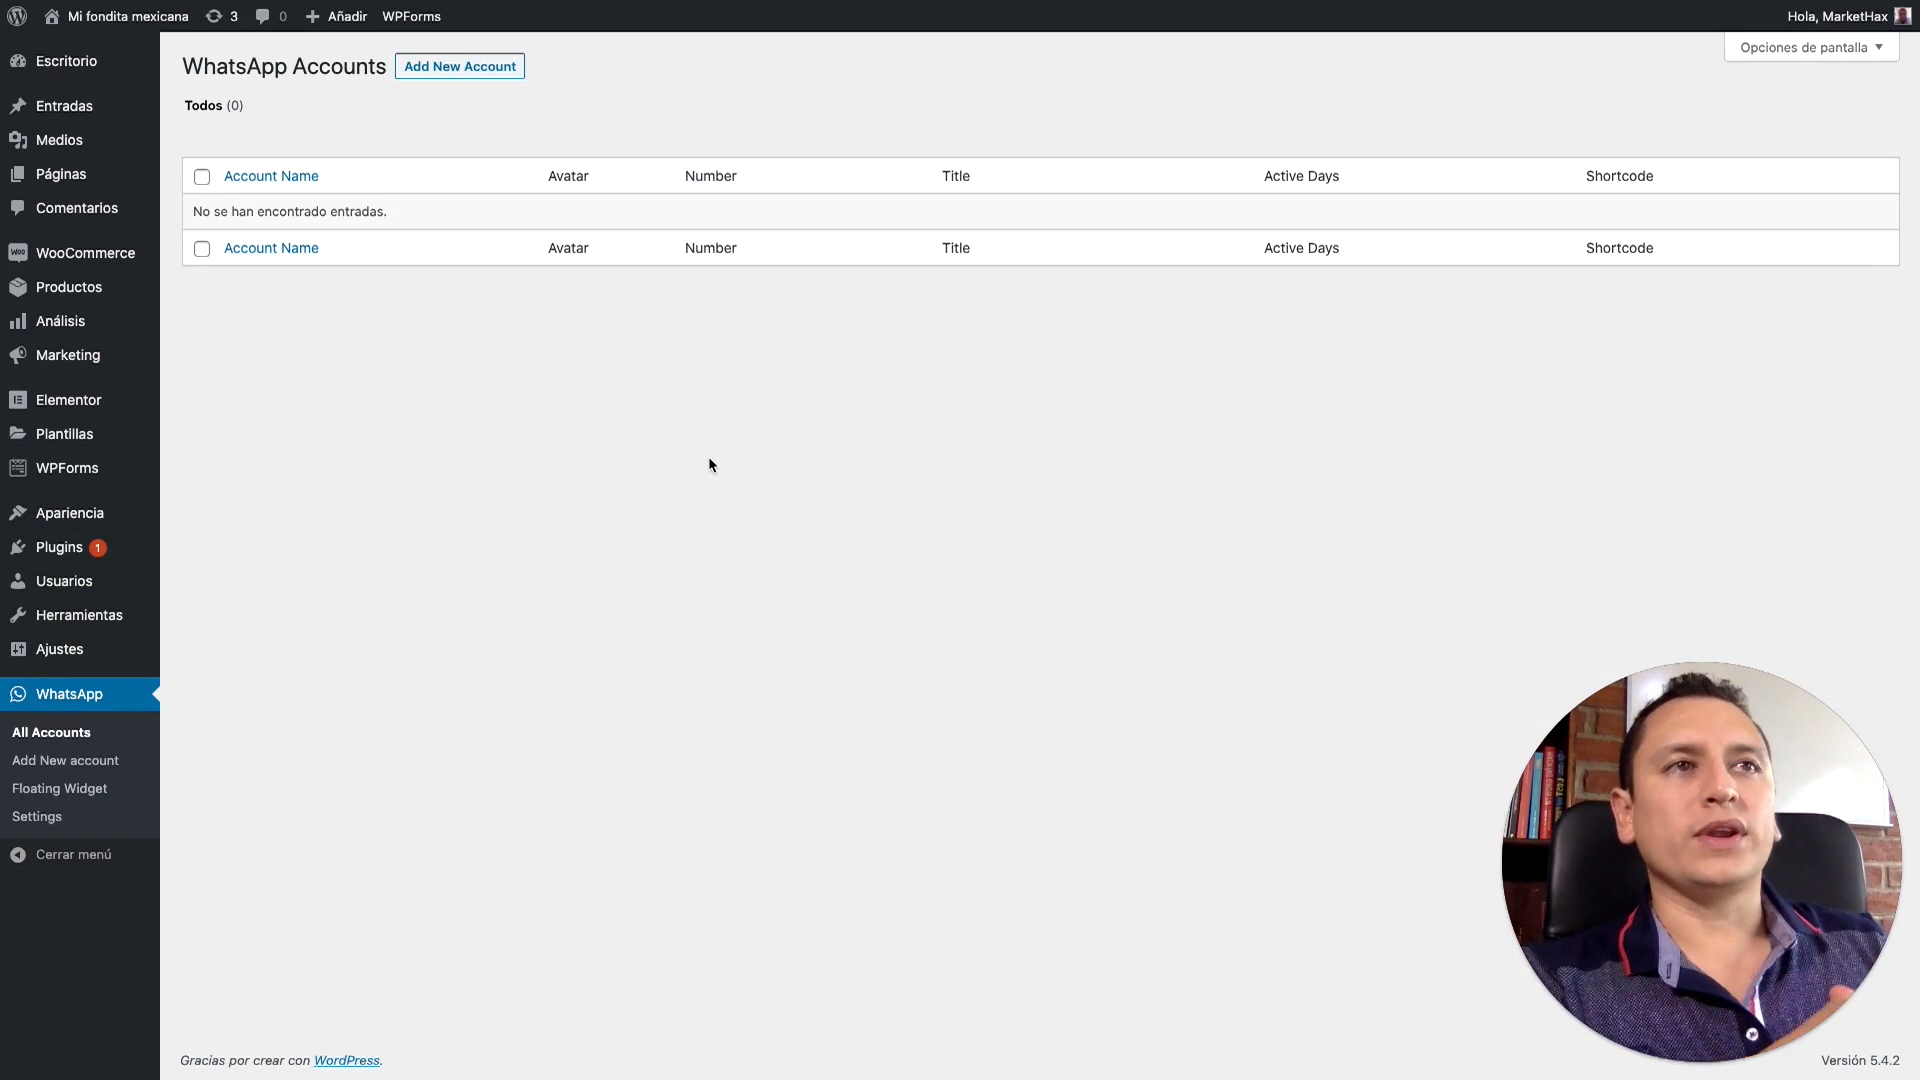 Mi fondita mexicana 3 0 Añadir WPForms Hola, MarketHax
Opciones de pantalla
WhatsApp Accounts Add New Account
Todos (0)
Account Name Avatar Number Title Active Days Shortcode
No se han encontrado entradas.
Account Name Avatar Number Title Active Days Shortcode
Escritorio
Entradas
Medios
Páginas
Comentarios
WooCommerce
Productos
Análisis
Marketing
Elementor
Plantillas
WPForms
Apariencia
Plugins 1
Usuarios
Herramientas
Ajustes
WhatsApp
All Accounts
Add New account
Floating Widget
Settings
Cerrar menú
Gracias por crear con WordPress.
Versión 5.4.2